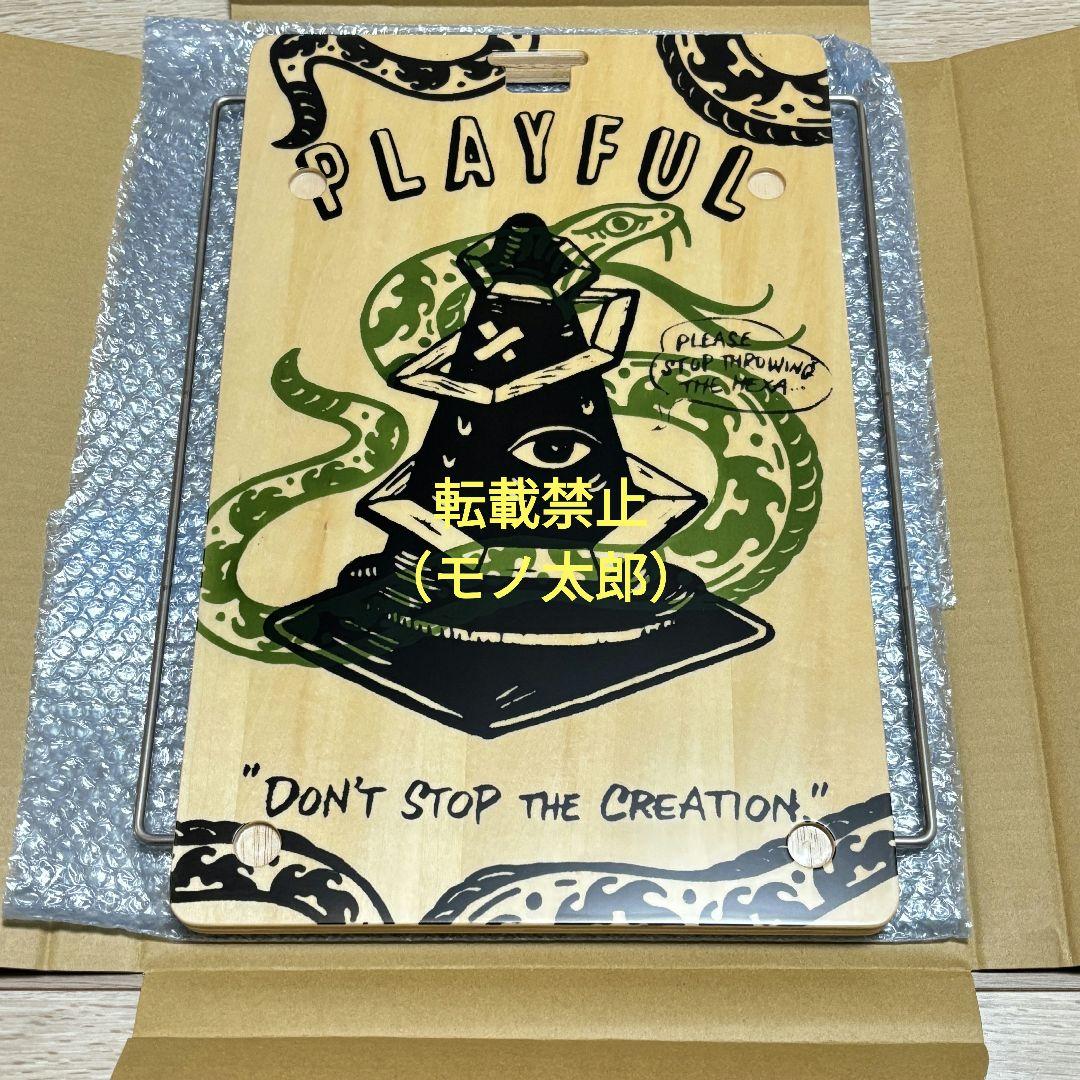 PLAYFUL
PLEASE
STOP THROWING
THE HEXA...
転載禁止
(モノ太郎)
"DON'T STOP THE CREATION."